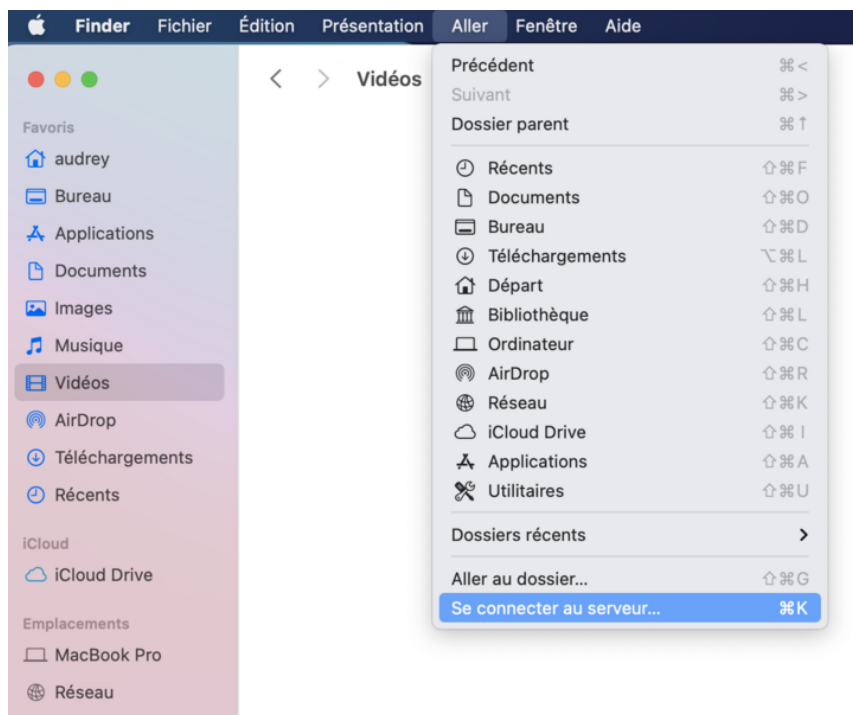 Finder Fichier Édition Présentation Aller Fenêtre Aide
Vidéos
Favoris
audrey
Bureau
Applications
Documents
Images
Musique
Vidéos
AirDrop
Téléchargements
Récents
iCloud
iCloud Drive
Emplacements
MacBook Pro
Réseau
Précédent ⌘<
Suivant ⌘>
Dossier parent ⌘↑
Récents ⇧⌘F
Documents ⇧⌘O
Bureau ⇧⌘D
Téléchargements ⌥⌘L
Départ ⇧⌘H
Bibliothèque ⇧⌘L
Ordinateur ⇧⌘C
AirDrop ⇧⌘R
Réseau ⇧⌘K
iCloud Drive ⇧⌘I
Applications ⇧⌘A
Utilitaires ⇧⌘U
Dossiers récents >
Aller au dossier... ⇧⌘G
Se connecter au serveur... ⌘K